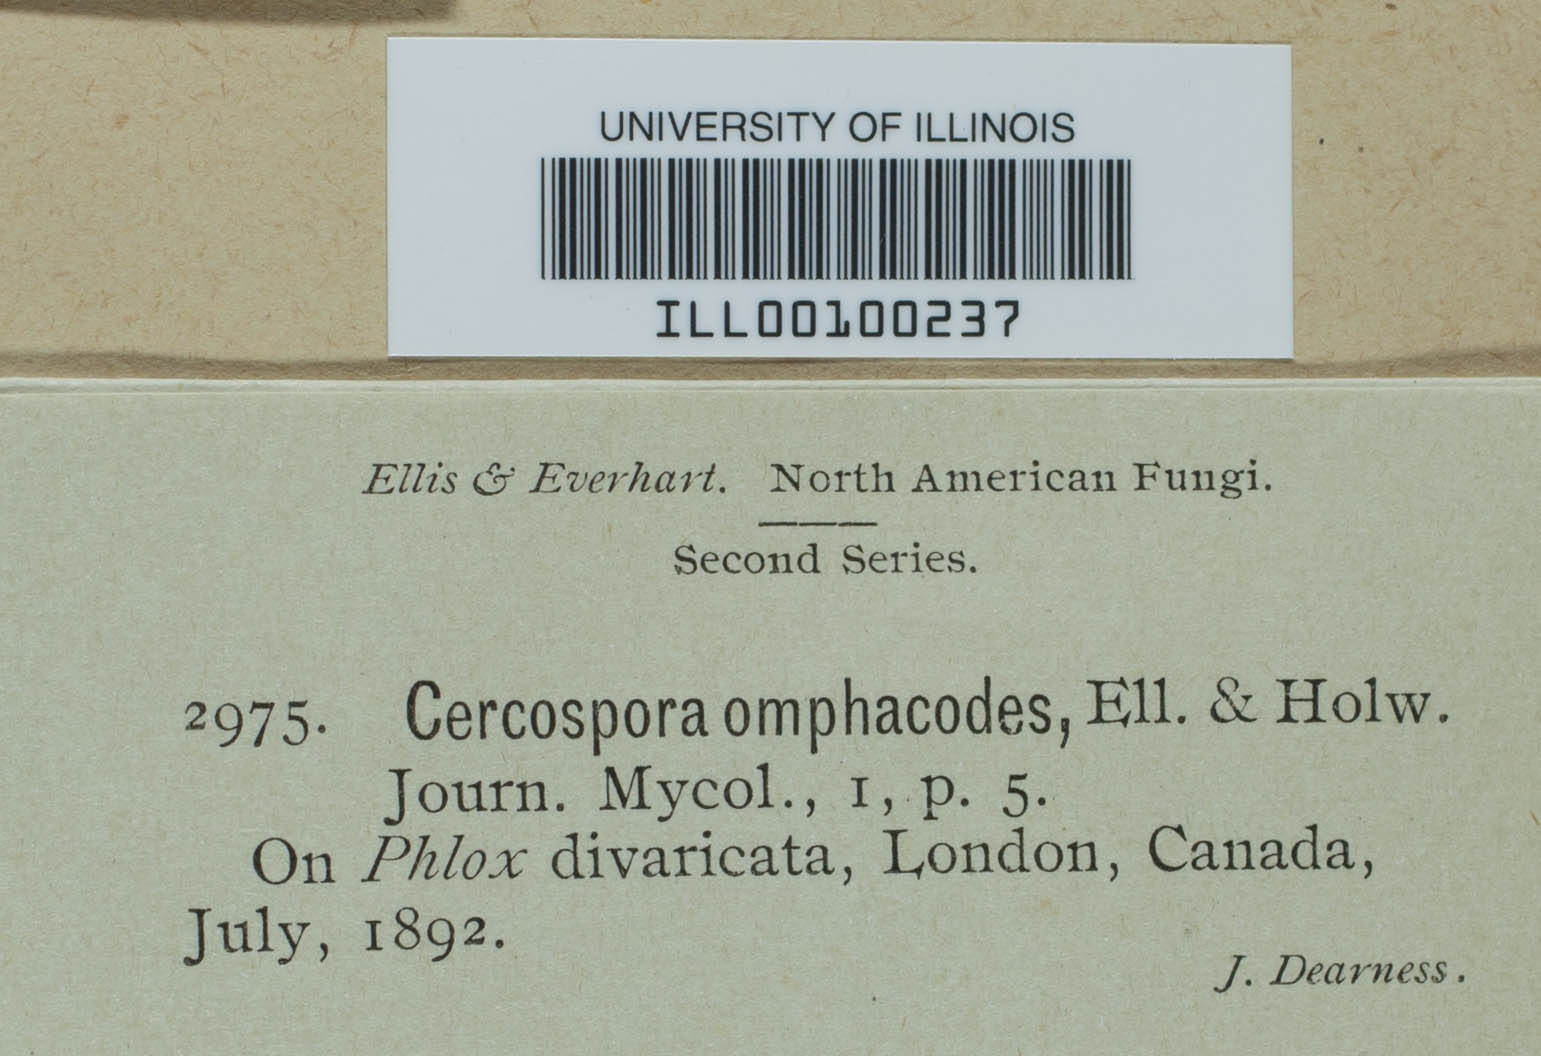 UNIVERSITY OF ILLINOIS
ILL00100237
Ellis & Everhart. North American Fungi.
Second Series.
2975. Cercospora omphacodes, Ell. & Holw.
Journ. Mycol., 1, p. 5.
On Phlox divaricata, London, Canada,
July, 1892.
J. Dearness.